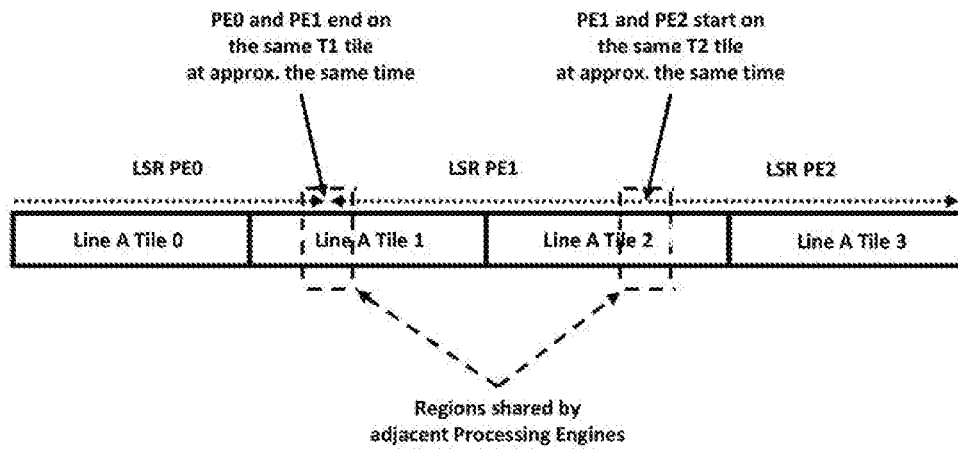 PE0 and PE1 end on
the same T1 tile
at approx. the same time
PE1 and PE2 start on
the same T2 tile
at approx. the same time
LSR PE0
LSR PE1
LSR PE2
Line A Tile 0
Line A Tile 1
Line A Tile 2
Line A Tile 3
Regions shared by
adjacent Processing Engines